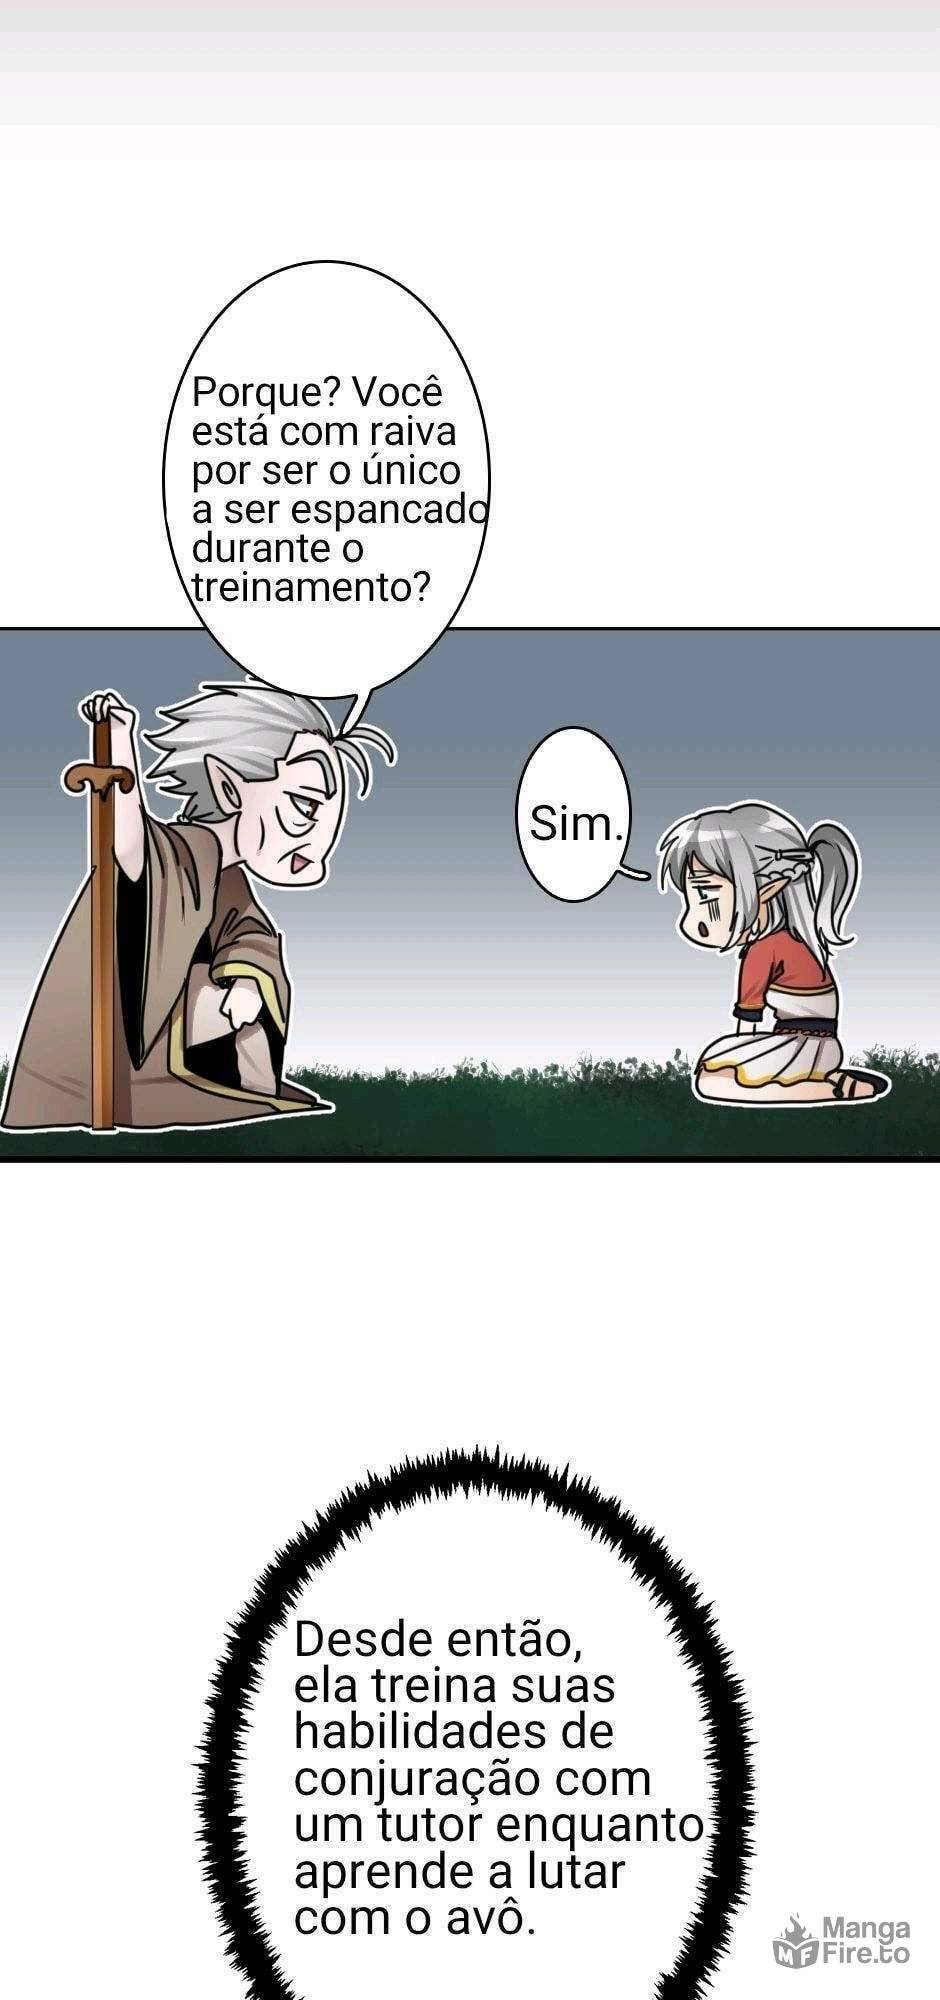 Porque? Você
está com raiva
por ser o único
a ser espancado
durante o
treinamento?
Sim.
Desde então,
ela treina suas
habilidades de
conjuração com
um tutor enquanto
aprende a lutar
com o avô.
MF
Manga
Fire.to